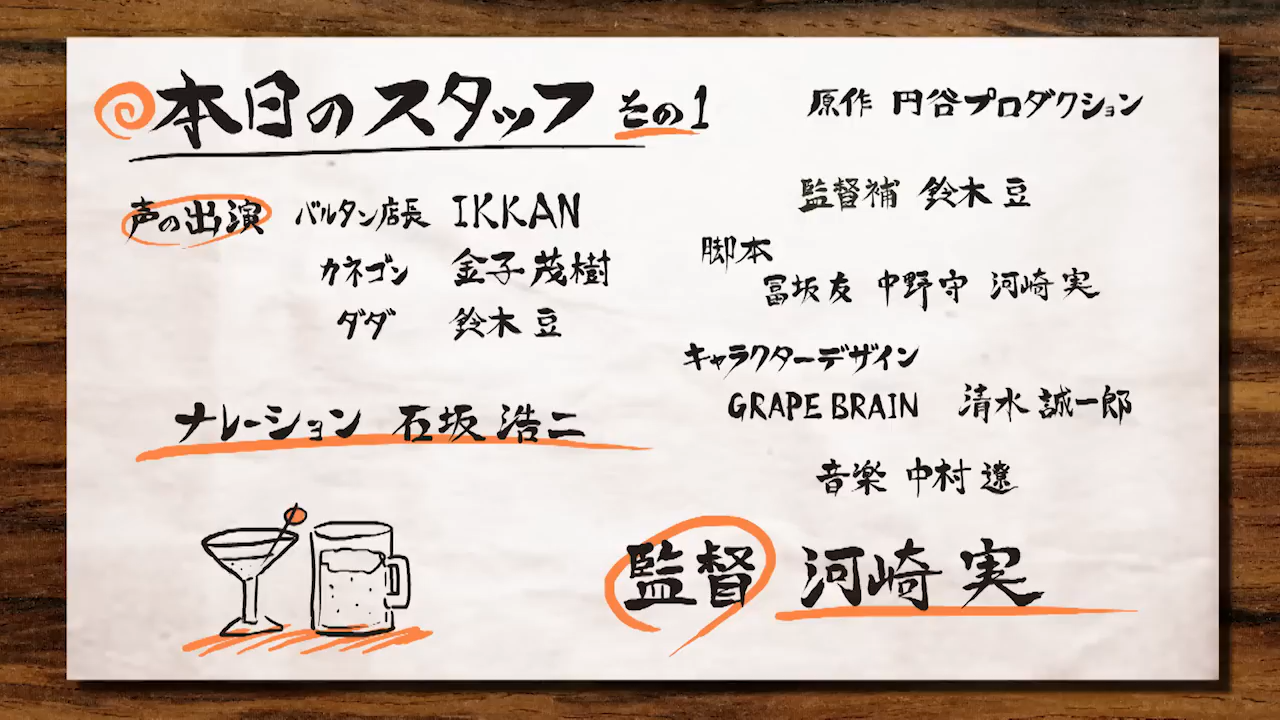 本日のスタッフ その1
声の出演 バルタン店長 IKKAN
カネゴン 金子 茂樹
ダダ 鈴木 豆
ナレーション 石坂 浩二
原作 円谷プロダクション
監督補 鈴木 豆
脚本
冨坂 友 中野 守 河崎 実
キャラクターデザイン
GRAPE BRAIN 清水 誠一郎
音楽 中村 遼
監督 河崎 実